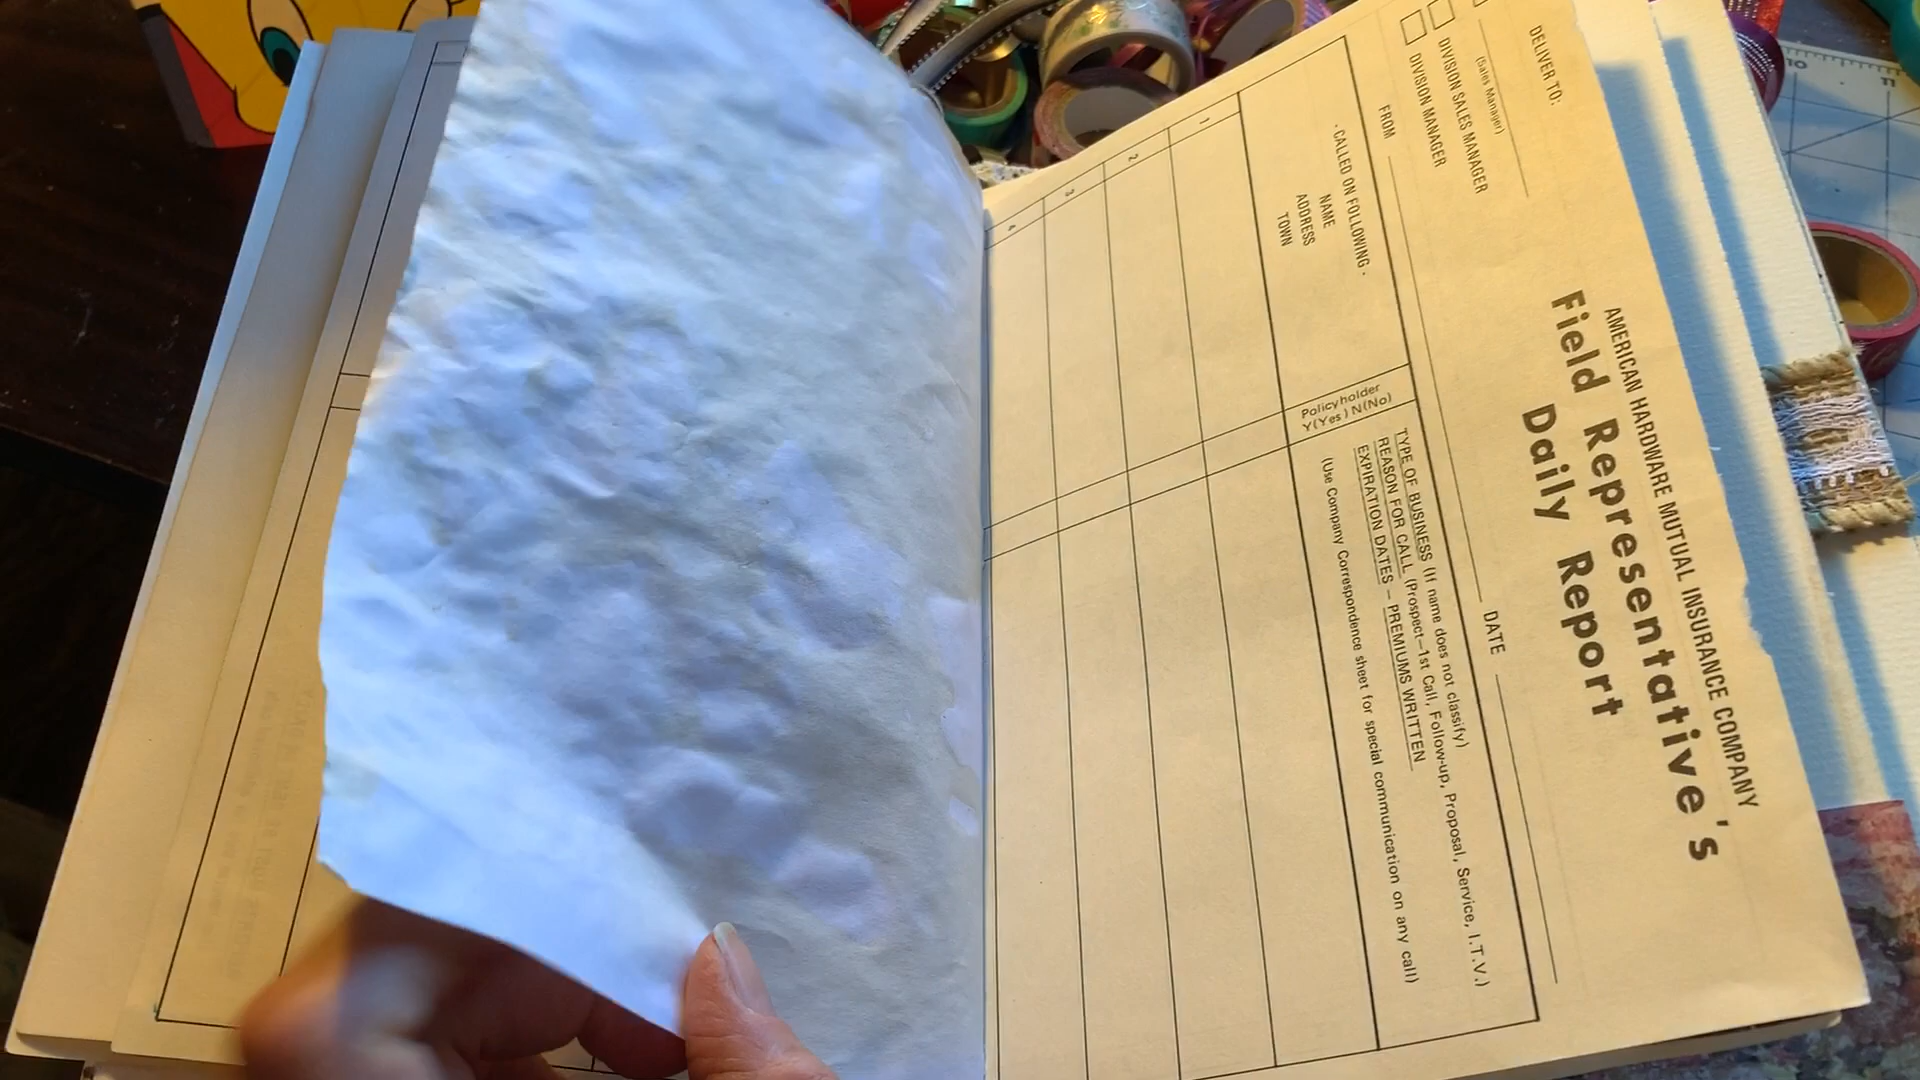 AMERICAN HARDWARE MUTUAL INSURANCE COMPANY
Field Representative's
Daily Report
DELIVER TO:
(Sales Manager)
DIVISION SALES MANAGER
DIVISION MANAGER
FROM
DATE
- CALLED ON FOLLOWING -
NAME
ADDRESS
TOWN
Policyholder
Y(Yes) N(No)
TYPE OF BUSINESS (If name does not classify)
REASON FOR CALL (Prospect-1st Call, Follow-up, Proposal, Service, I.T.V.)
EXPIRATION DATES - PREMIUMS WRITTEN
(Use Company Correspondence sheet for special communication on any call)
1
2
3
4
10
11